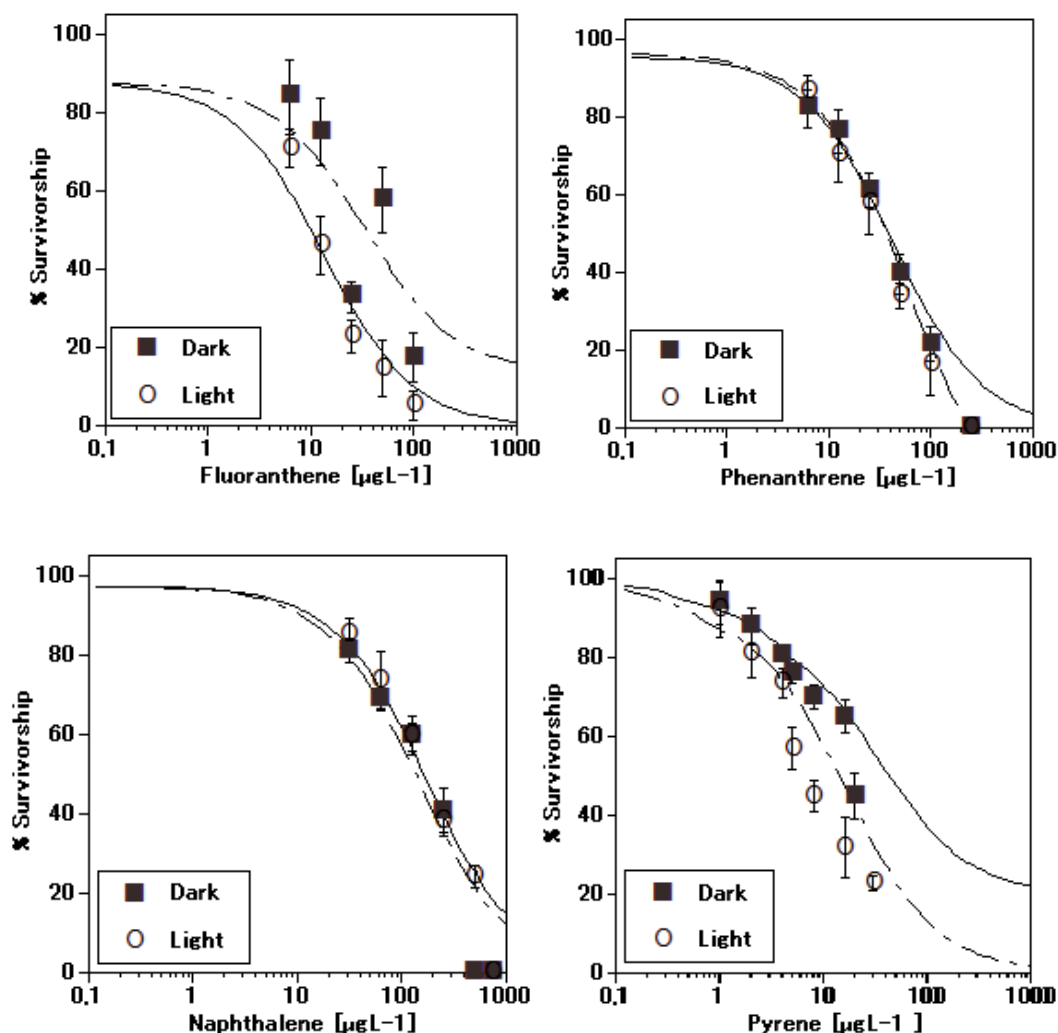 100
80
60
40
20
0
% Survivorship
Dark
Light
0.1 1 10 100 1000
Fluoranthene [µgL-1]
100
80
60
40
20
0
% Survivorship
Dark
Light
0.1 1 10 100 1000
Phenanthrene [µgL-1]
100
80
60
40
20
0
% Survivorship
Dark
Light
0.1 1 10 100 1000
Naphthalene [µgL-1]
100
80
60
40
20
0
% Survivorship
Dark
Light
0.1 1 10 100 1000
Pyrene [µgL-1 ]